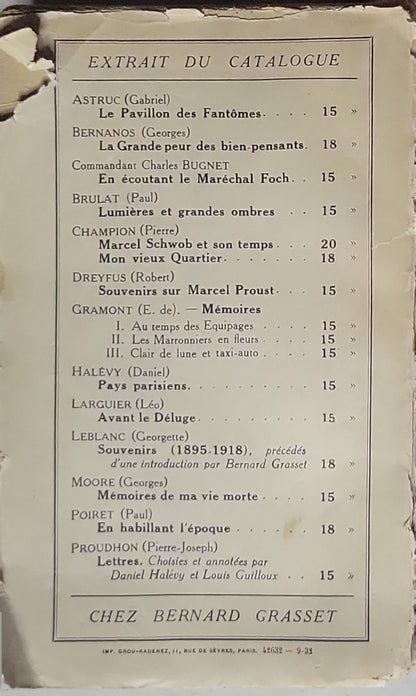 EXTRAIT DU CATALOGUE
ASTRUC (Gabriel)
Le Pavillon des Fantômes. . . . 15 »
BERNANOS (Georges)
La Grande peur des bien-pensants. 18 »
Commandant Charles BUGNET
En écoutant le Maréchal Foch. . 15 »
BRULAT (Paul)
Lumières et grandes ombres . . 15 »
CHAMPION (Pierre)
Marcel Schwob et son temps. . . 20 »
Mon vieux Quartier. . . . . . . 18 »
DREYFUS (Robert)
Souvenirs sur Marcel Proust. . . 15 »
GRAMONT (E. de). — Mémoires
I. Au temps des Equipages . . . . 15 »
II. Les Marronniers en fleurs . . . . 15 »
III. Clair de lune et taxi-auto . . . . 15 »
HALÉVY (Daniel)
Pays parisiens. . . . . . . . . . 15 »
LARGUIER (Léo)
Avant le Déluge. . . . . . . . . 15 »
LEBLANC (Georgette)
Souvenirs (1895-1918), précédés
d'une introduction par Bernard Grasset 18 »
MOORE (Georges)
Mémoires de ma vie morte . . . . 15 »
POIRET (Paul)
En habillant l'époque . . . . . . 18 »
PROUDHON (Pierre-Joseph)
Lettres. Choisies et annotées par
Daniel Halévy et Louis Guilloux . . 15 »
CHEZ BERNARD GRASSET
IMP. GROU-RADENEZ, 11, RUE DE SÈVRES, PARIS. 42632 — 9-32